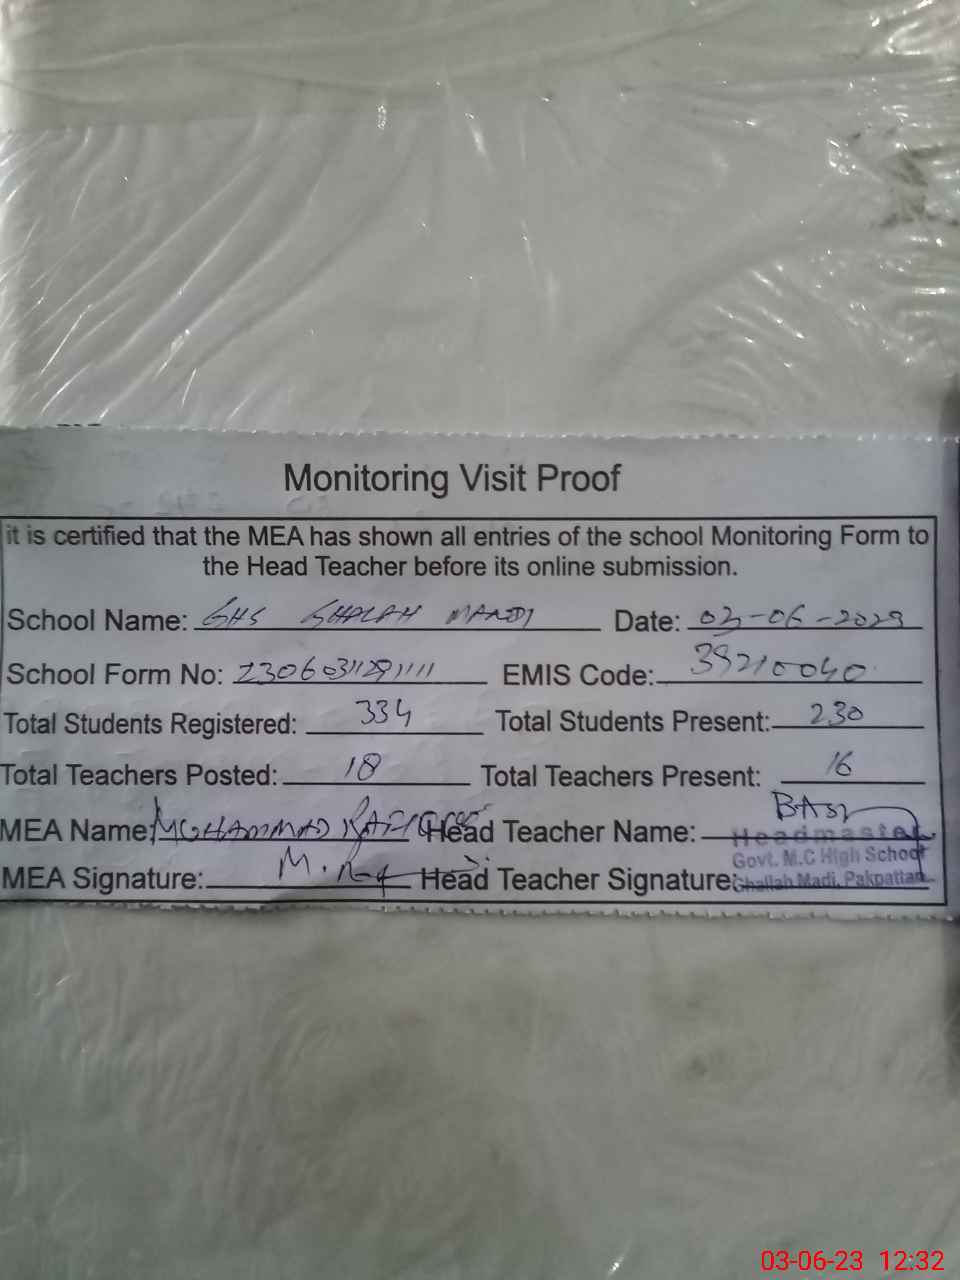 Monitoring Visit Proof
it is certified that the MEA has shown all entries of the school Monitoring Form to
the Head Teacher before its online submission.
School Name: GHS GHALAH MANDI Date: 03-06-2023
School Form No: EMIS Code: 39210040
Total Students Registered: 334 Total Students Present: 230
Total Teachers Posted: 18 Total Teachers Present: 16
MEA Name: MUHAMMAD RAFIQUE Head Teacher Name:
Headmaster
Govt. M.C High School
MEA Signature: Head Teacher Signature:
Ghallah Madi, Pakpattan
03-06-23 12:32